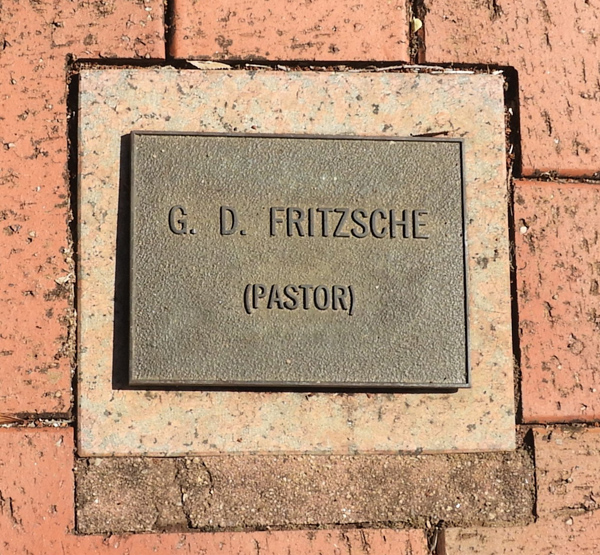 G. D. FRITZSCHE
(PASTOR)